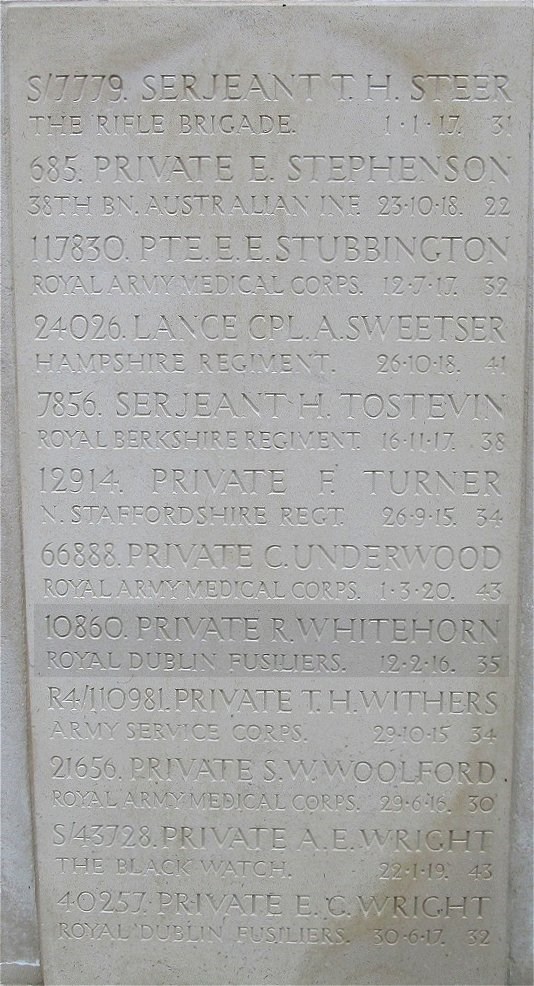 S/7779. SERJEANT T. H. STEER
THE RIFLE BRIGADE. 1·1·17. 31
685. PRIVATE E. STEPHENSON
38TH BN. AUSTRALIAN INF. 23·10·18. 22
117830. PTE. E. E. STUBBINGTON
ROYAL ARMY MEDICAL CORPS. 12·7·17. 32
24026. LANCE CPL. A. SWEETSER
HAMPSHIRE REGIMENT. 26·10·18. 41
7856. SERJEANT H. TOSTEVIN
ROYAL BERKSHIRE REGIMENT. 16·11·17. 38
12914. PRIVATE F. TURNER
N. STAFFORDSHIRE REGT. 26·9·15. 34
66888. PRIVATE C. UNDERWOOD
ROYAL ARMY MEDICAL CORPS. 1·3·20. 43
10860. PRIVATE R. WHITEHORN
ROYAL DUBLIN FUSILIERS. 12·2·16. 35
R4/110981. PRIVATE T. H. WITHERS
ARMY SERVICE CORPS. 29·10·15 34
21656. PRIVATE S. W. WOOLFORD
ROYAL ARMY MEDICAL CORPS. 29·6·16. 30
S/43728. PRIVATE A. E. WRIGHT
THE BLACK WATCH. 22·1·19. 43
40257. PRIVATE E. C. WRIGHT
ROYAL DUBLIN FUSILIERS. 30·6·17. 32